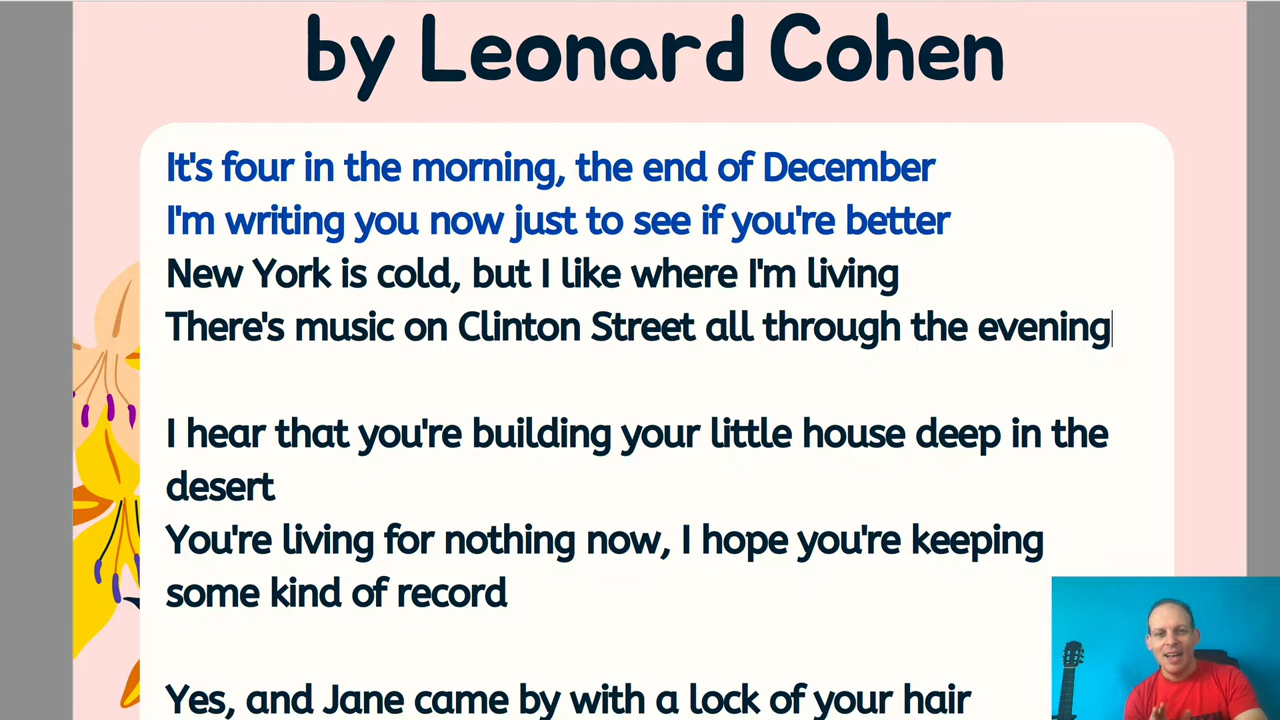 by Leonard Cohen
It's four in the morning, the end of December
I'm writing you now just to see if you're better
New York is cold, but I like where I'm living
There's music on Clinton Street all through the evening
I hear that you're building your little house deep in the
desert
You're living for nothing now, I hope you're keeping
some kind of record
Yes, and Jane came by with a lock of your hair